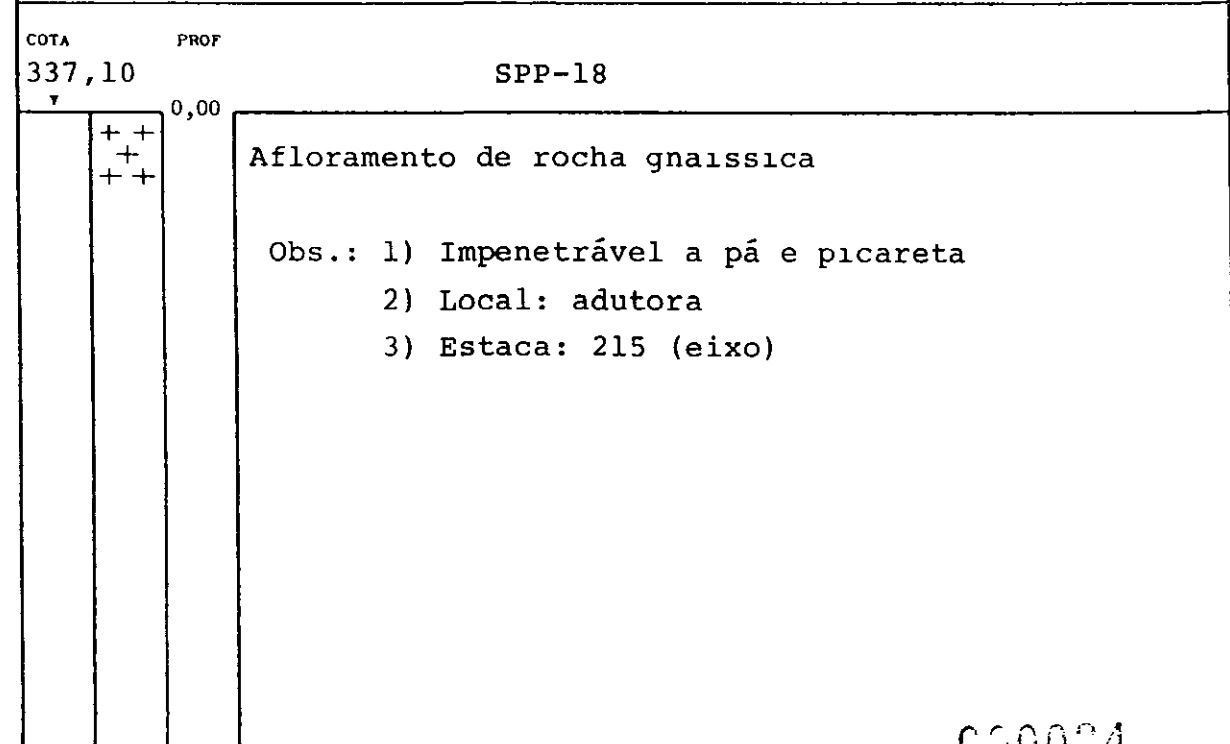 COTA PROF
337,10 SPP-18
0,00
Afloramento de rocha gnaissica
Obs.: 1) Impenetrável a pá e picareta
2) Local: adutora
3) Estaca: 215 (eixo)